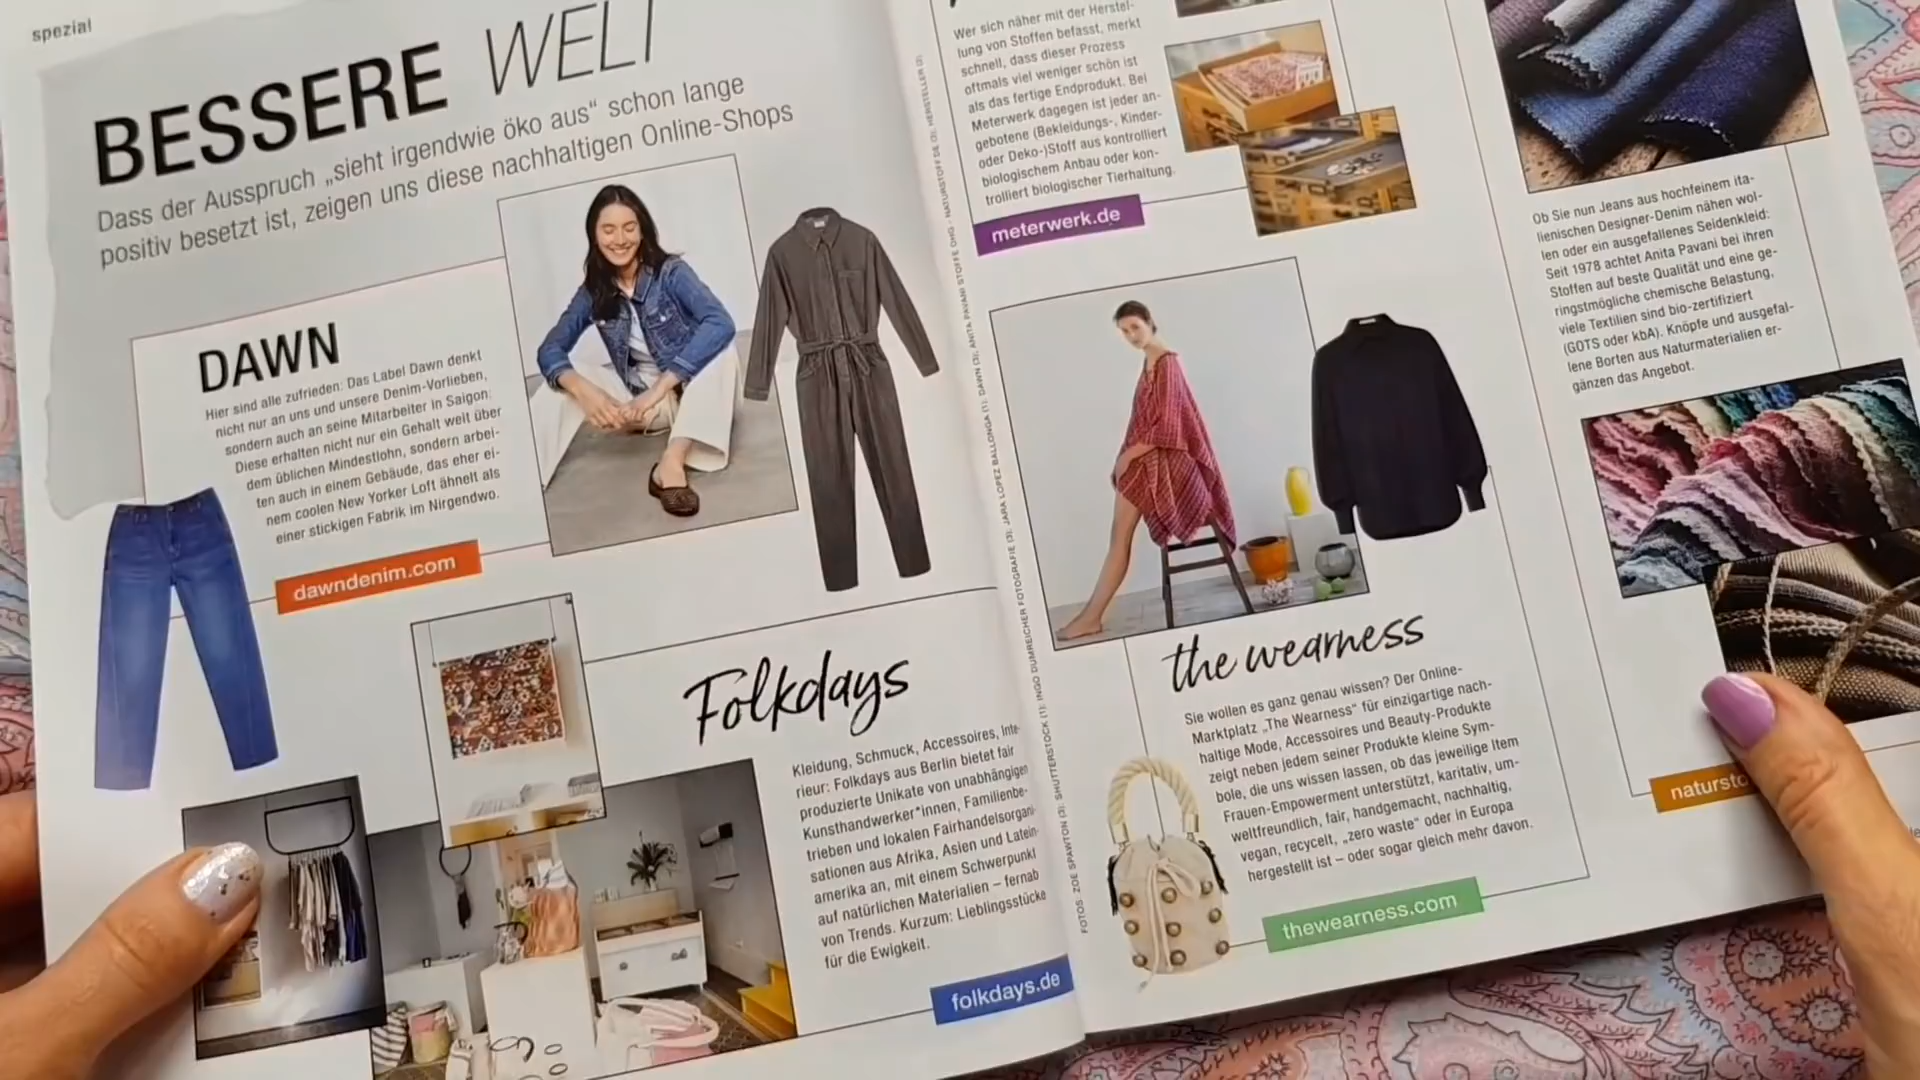 spezial
BESSERE WELT
Dass der Ausspruch „sieht irgendwie öko aus“ schon lange
positiv besetzt ist, zeigen uns diese nachhaltigen Online-Shops
DAWN
Hier sind alle zufrieden: Das Label Dawn denkt
nicht nur an uns und unsere Denim-Vorlieben,
sondern auch an seine Mitarbeiter in Saigon:
Diese erhalten nicht nur ein Gehalt weit über
dem üblichen Mindestlohn, sondern arbei-
ten auch in einem Gebäude, das eher ei-
nem coolen New Yorker Loft ähnelt als
einer stickigen Fabrik im Nirgendwo.
dawndenim.com
Folkdays
Kleidung, Schmuck, Accessoires, Inte-
rieur: Folkdays aus Berlin bietet fair
produzierte Unikate von unabhängigen
Kunsthandwerker*innen, Familienbe-
trieben und lokalen Fairhandelsorgani-
sationen aus Afrika, Asien und Latein-
amerika an, mit einem Schwerpunkt
auf natürlichen Materialien – fernab
von Trends. Kurzum: Lieblingsstücke
für die Ewigkeit.
folkdays.de
FOTOS: ZOE SPAWTON (3); SHUTTERSTOCK (1); INGO DUMREICHER FOTOGRAFIE (3); JARA LOPEZ BALLONGA (1); DAWN (3); ANITA PAVANI STOFFE OHG - NATURSTOFF.DE (3); HERSTELLER (2)
Wer sich näher mit der Herstel-
lung von Stoffen befasst, merkt
schnell, dass dieser Prozess
oftmals viel weniger schön ist
als das fertige Endprodukt. Bei
Meterwerk dagegen ist jeder an-
gebotene (Bekleidungs-, Kinder-
oder Deko-)Stoff aus kontrolliert
biologischem Anbau oder kon-
trolliert biologischer Tierhaltung.
meterwerk.de
the wearness
Sie wollen es ganz genau wissen? Der Online-
Marktplatz „The Wearness“ für einzigartige nach-
haltige Mode, Accessoires und Beauty-Produkte
zeigt neben jedem seiner Produkte kleine Sym-
bole, die uns wissen lassen, ob das jeweilige Item
Frauen-Empowerment unterstützt, karitativ, um-
weltfreundlich, fair, handgemacht, nachhaltig,
vegan, recycelt, „zero waste“ oder in Europa
hergestellt ist – oder sogar gleich mehr davon.
thewearness.com
Ob Sie nun Jeans aus hochfeinem ita-
lienischen Designer-Denim nähen wol-
len oder ein ausgefallenes Seidenkleid:
Seit 1978 achtet Anita Pavani bei ihren
Stoffen auf beste Qualität und eine ge-
ringstmögliche chemische Belastung,
viele Textilien sind bio-zertifiziert
(GOTS oder kbA). Knöpfe und ausgefal-
lene Borten aus Naturmaterialien er-
gänzen das Angebot.
natursto